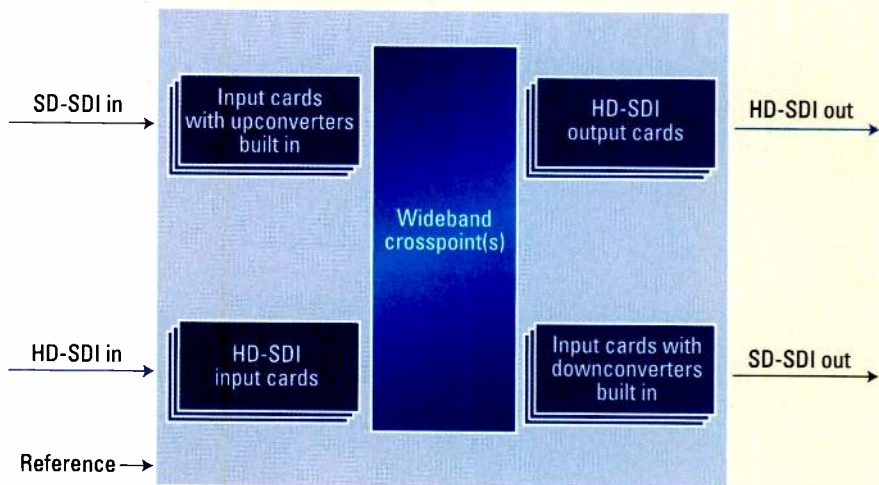 SD-SDI in
Input cards
with upconverters
built in
HD-SDI
output cards
HD-SDI out
Wideband
crosspoint(s)
HD-SDI in
HD-SDI
input cards
Input cards with
downconverters
built in
SD-SDI out
Reference